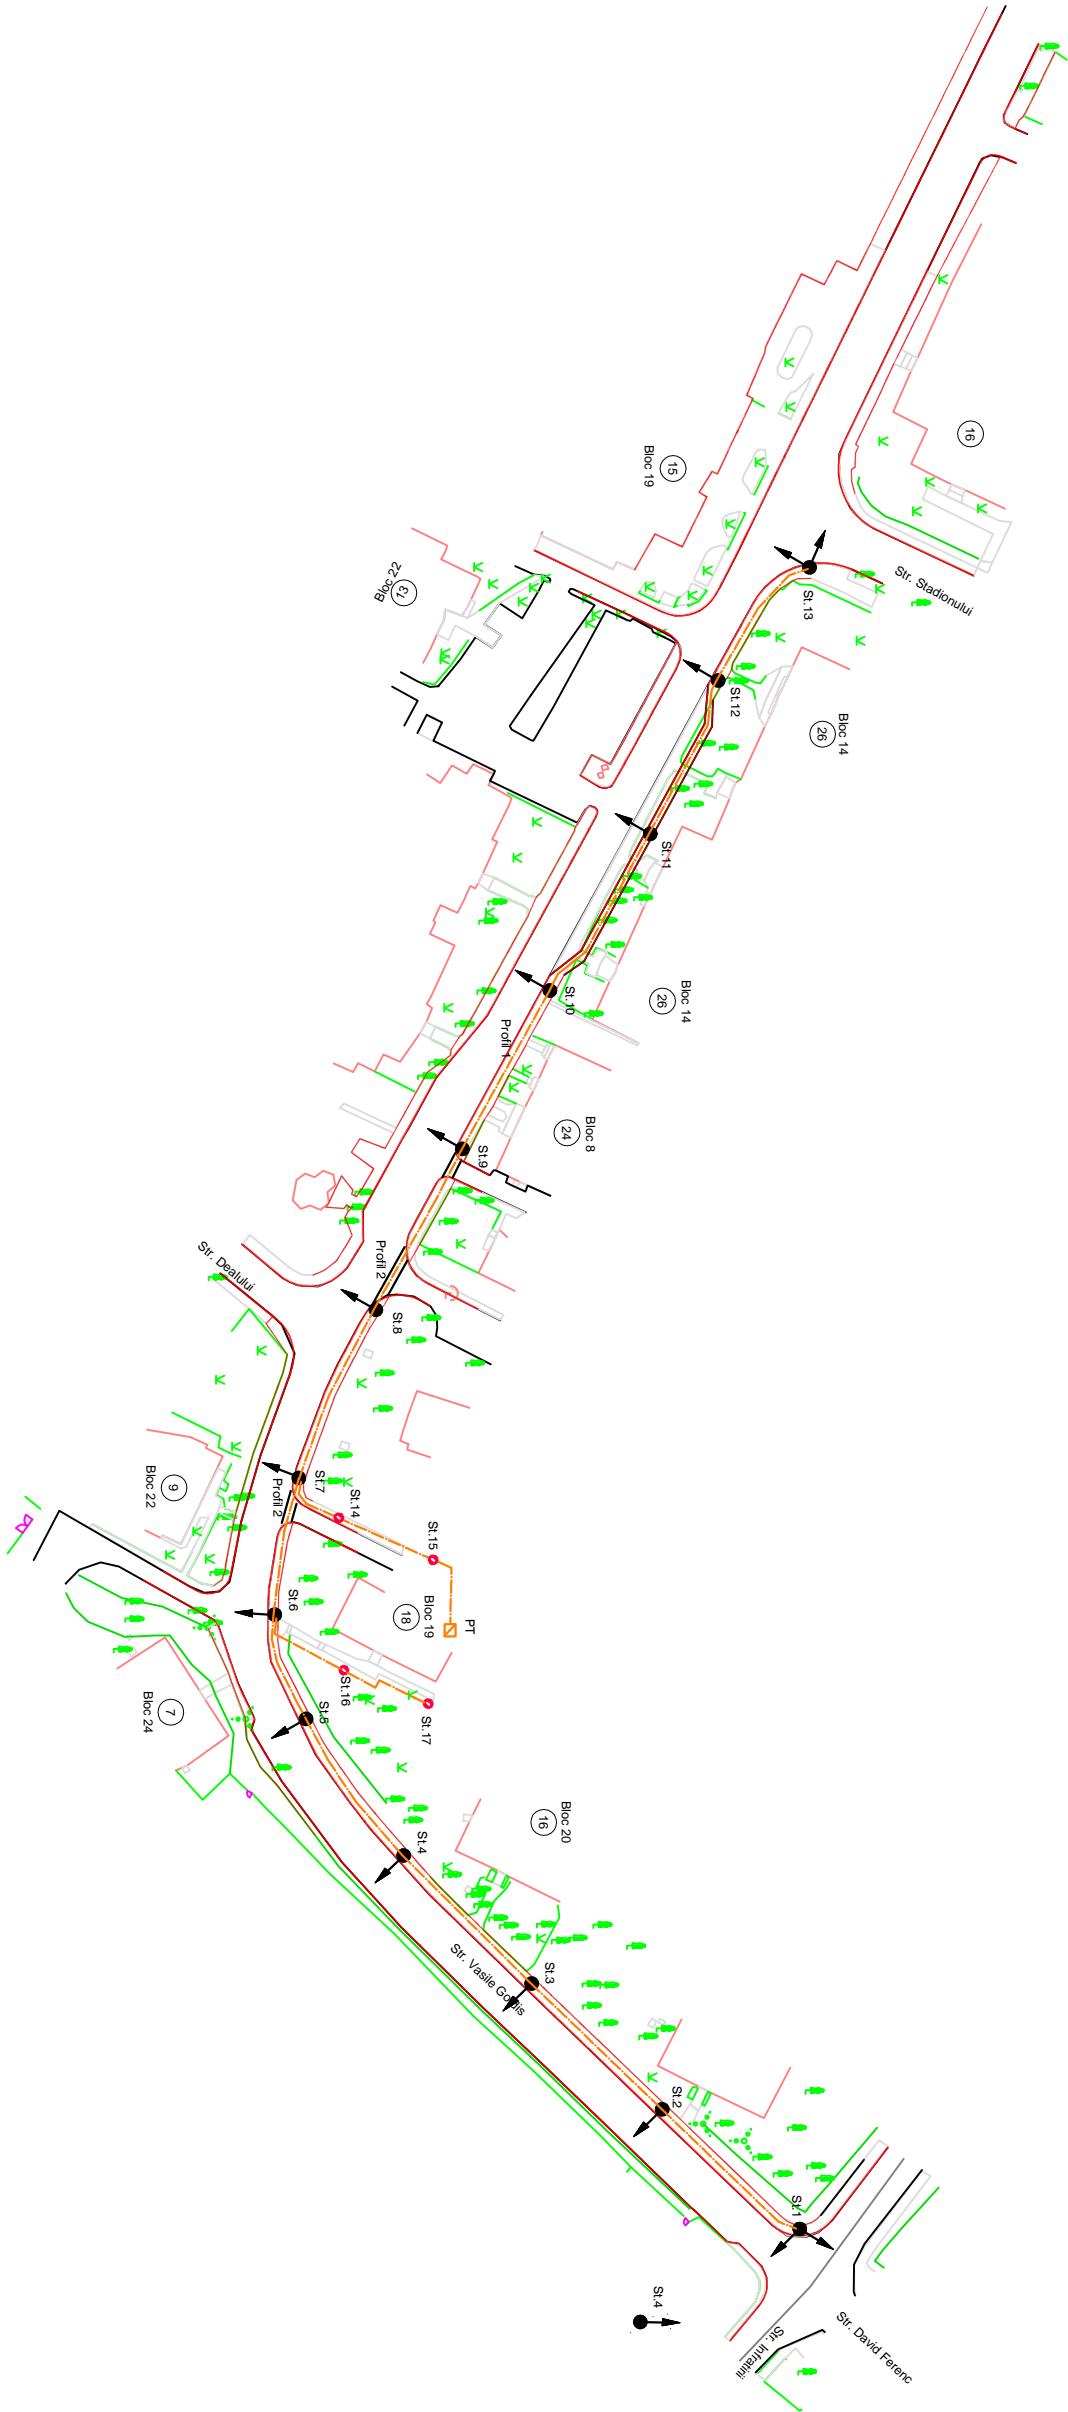 16
15
Bloc 19
Bloc 22
13
Str. Stadionului
St.13
St.12
Bloc 14
26
St.11
Bloc 14
26
St.10
Profil 1
Bloc 8
24
St.9
Str. Dealului
Profil 2
St.8
9
Bloc 22
St.7
Profil 2
St.14
St.15
St.6
Bloc 19
18
PT
St.16
St.17
7
Bloc 24
St.5
Bloc 20
16
St.4
Str. Vasile Goldis
St.3
St.2
St.1
St.4
Str. David Ferenc
Str. Infratirii